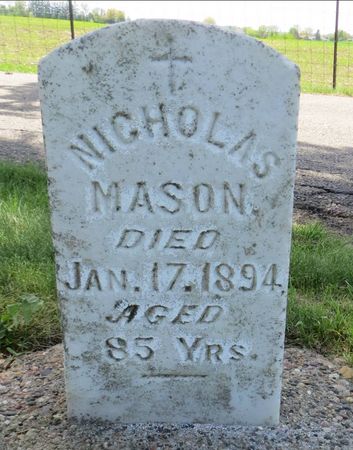 NICHOLAS
MASON.
DIED
JAN. 17. 1894
AGED
85 YRS.